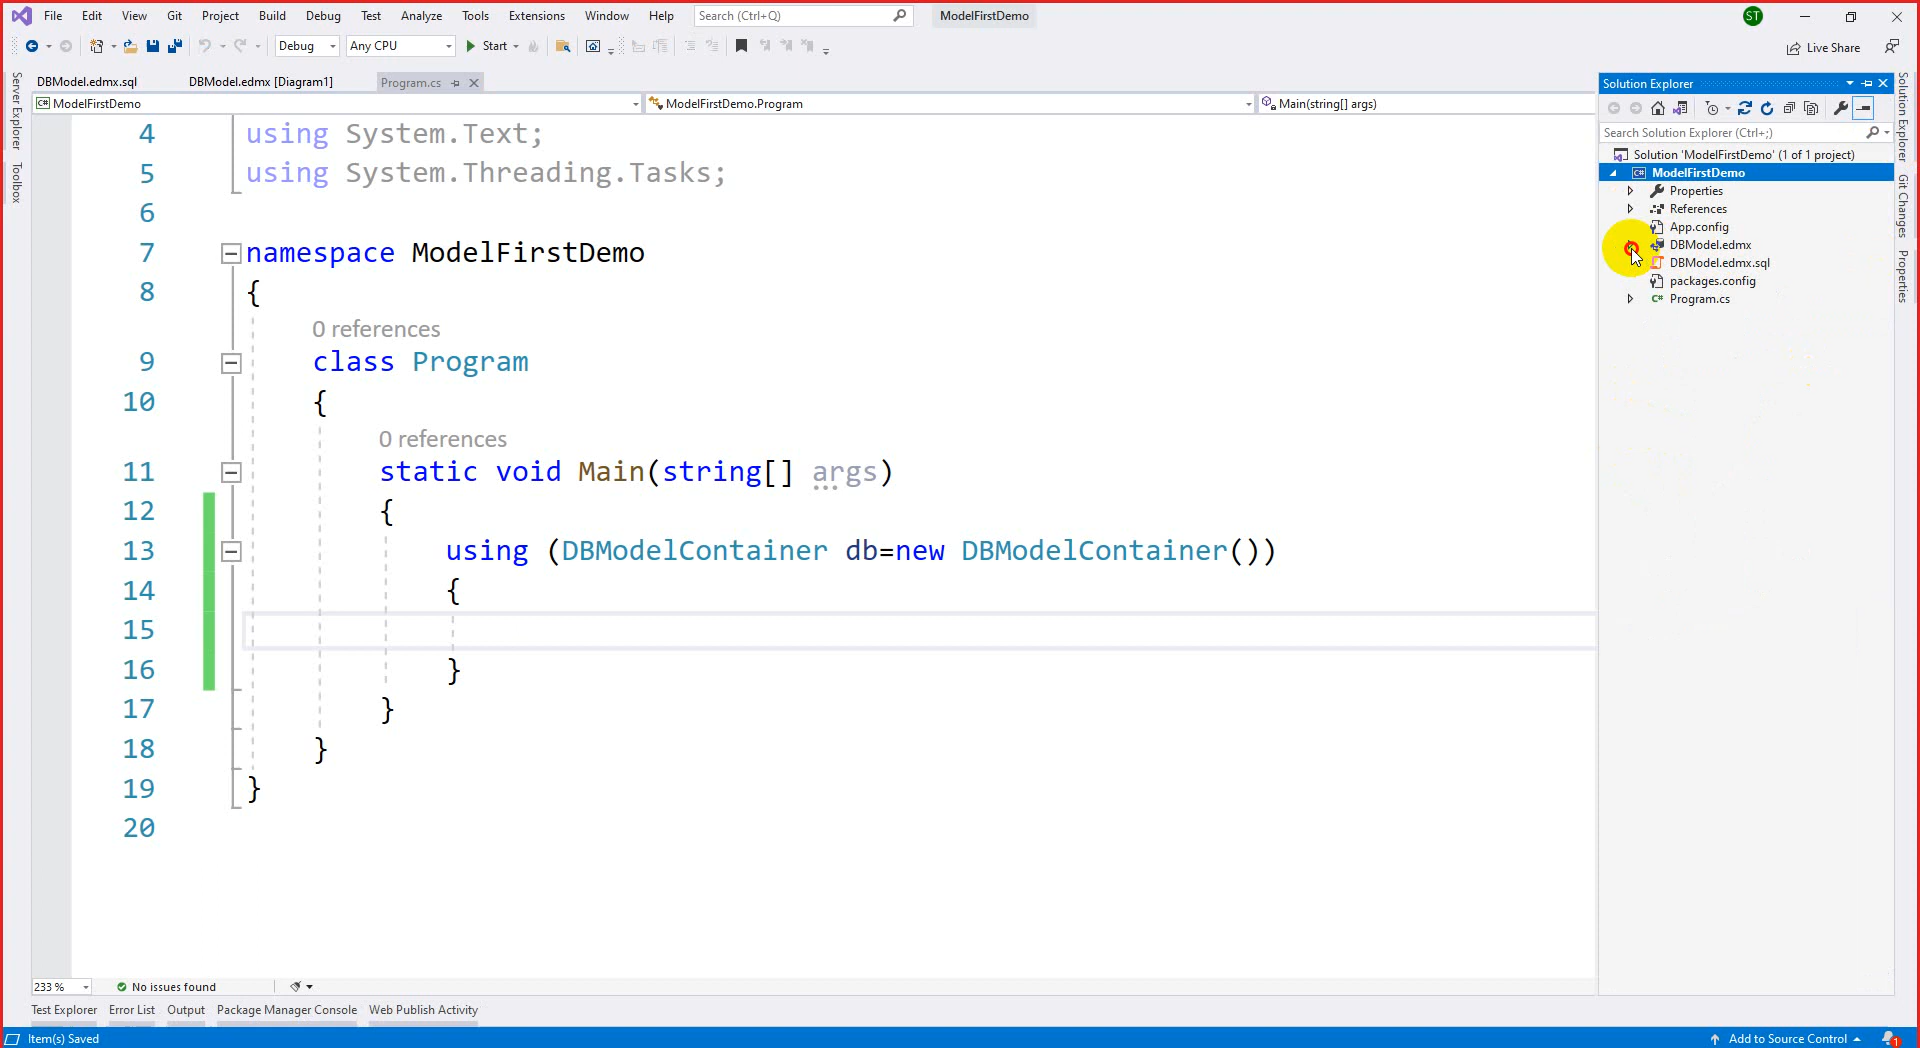 File Edit View Git Project Build Debug Test Analyze Tools Extensions Window Help Search (Ctrl+Q) ModelFirstDemo ST
Debug Any CPU Start Live Share
DBModel.edmx.sql DBModel.edmx [Diagram1] Program.cs
ModelFirstDemo ModelFirstDemo.Program Main(string[] args)
Server Explorer
Toolbox
4 using System.Text;
5 using System.Threading.Tasks;
6
7 namespace ModelFirstDemo
8 {
0 references
9 class Program
10 {
0 references
11 static void Main(string[] args)
12 {
13 using (DBModelContainer db=new DBModelContainer())
14 {
15
16 }
17 }
18 }
19 }
20
Solution Explorer
Search Solution Explorer (Ctrl+;)
Solution 'ModelFirstDemo' (1 of 1 project)
C# ModelFirstDemo
Properties
References
App.config
DBModel.edmx
DBModel.edmx.sql
packages.config
C# Program.cs
Solution Explorer
Git Changes
Properties
233 % No issues found
Test Explorer Error List Output Package Manager Console Web Publish Activity
Item(s) Saved Add to Source Control 1